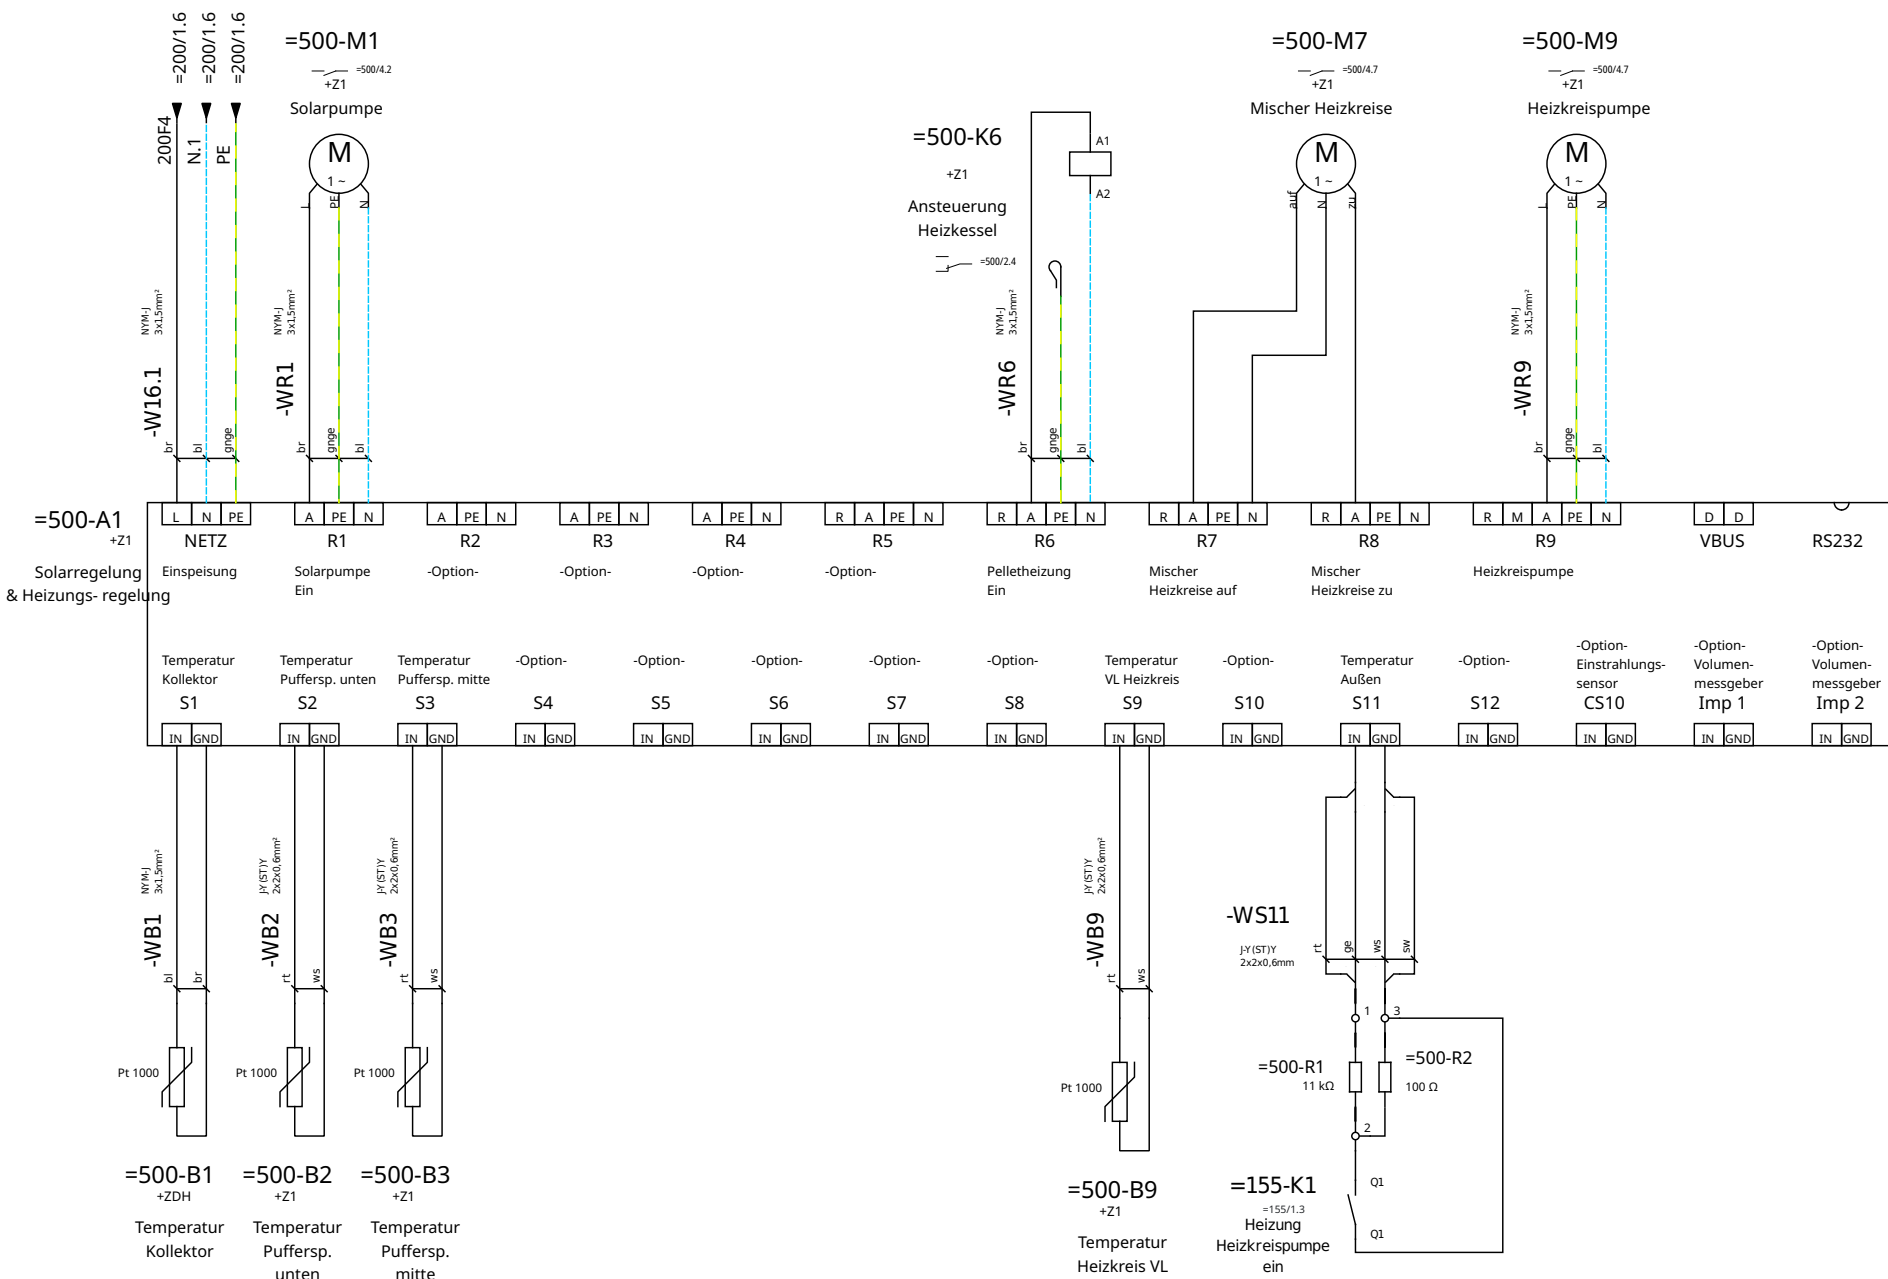 =200/1.6
=200/1.6
=200/1.6
200F4
N.1
PE
=500-M1
=500/4.2
+Z1
Solarpumpe
M
1 ~
L
PE
N
=500-K6
+Z1
Ansteuerung
Heizkessel
=500/2.4
A1
A2
=500-M7
=500/4.7
+Z1
Mischer Heizkreise
M
1 ~
auf
N
zu
=500-M9
=500/4.7
+Z1
Heizkreispumpe
M
1 ~
L
PE
N
-W16.1
NYM-J
3x1,5mm²
br
bl
gnge
-WR1
NYM-J
3x1,5mm²
br
gnge
bl
-WR6
NYM-J
3x1,5mm²
br
gnge
bl
-WR9
NYM-J
3x1,5mm²
br
gnge
bl
=500-A1
+Z1
Solarregelung
& Heizungs- regelung
L N PE
NETZ
Einspeisung
A PE N
R1
Solarpumpe
Ein
A PE N
R2
-Option-
A PE N
R3
-Option-
A PE N
R4
-Option-
R A PE N
R5
-Option-
R A PE N
R6
Pelletheizung
Ein
R A PE N
R7
Mischer
Heizkreise auf
R A PE N
R8
Mischer
Heizkreise zu
R M A PE N
R9
Heizkreispumpe
D D
VBUS
RS232
Temperatur
Kollektor
S1
IN GND
Temperatur
Puffersp. unten
S2
IN GND
Temperatur
Puffersp. mitte
S3
IN GND
-Option-
S4
IN GND
-Option-
S5
IN GND
-Option-
S6
IN GND
-Option-
S7
IN GND
-Option-
S8
IN GND
Temperatur
VL Heizkreis
S9
IN GND
-Option-
S10
IN GND
Temperatur
Außen
S11
IN GND
-Option-
S12
IN GND
-Option-
Einstrahlungs-
sensor
CS10
IN GND
-Option-
Volumen-
messgeber
Imp 1
IN GND
-Option-
Volumen-
messgeber
Imp 2
IN GND
-WB1
NYM-J
3x1,5mm²
bl
br
Pt 1000
=500-B1
+ZDH
Temperatur
Kollektor
-WB2
J-Y(ST)Y
2x2x0,6mm²
rt
ws
Pt 1000
=500-B2
+Z1
Temperatur
Puffersp.
unten
-WB3
J-Y(ST)Y
2x2x0,6mm²
rt
ws
Pt 1000
=500-B3
+Z1
Temperatur
Puffersp.
mitte
-WB9
J-Y(ST)Y
2x2x0,6mm²
rt
ws
Pt 1000
=500-B9
+Z1
Temperatur
Heizkreis VL
-WS11
J-Y(ST)Y
2x2x0,6mm
rt
ge
ws
sw
1
3
=500-R1
11 kΩ
=500-R2
100 Ω
2
=155-K1
=155/1.3
Heizung
Heizkreispumpe
ein
Q1
Q1